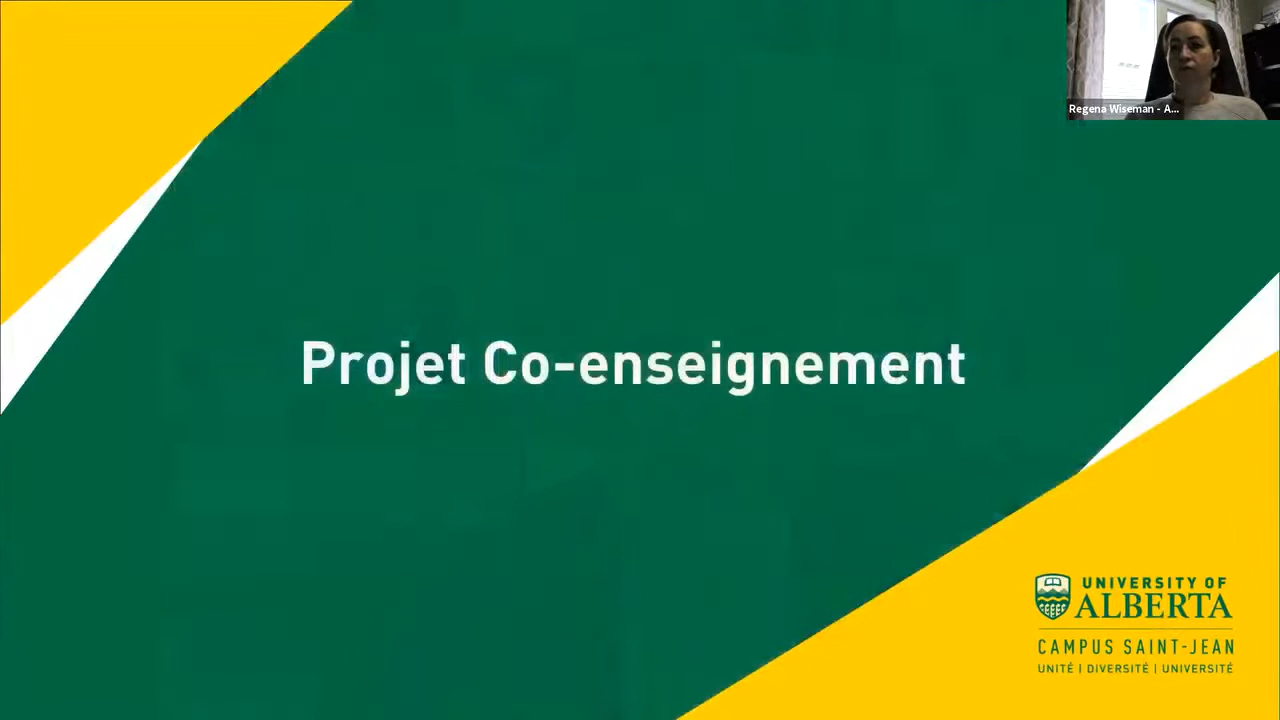 Regena Wiseman - A...
Projet Co-enseignement
UNIVERSITY OF
ALBERTA
CAMPUS SAINT-JEAN
UNITÉ | DIVERSITÉ | UNIVERSITÉ